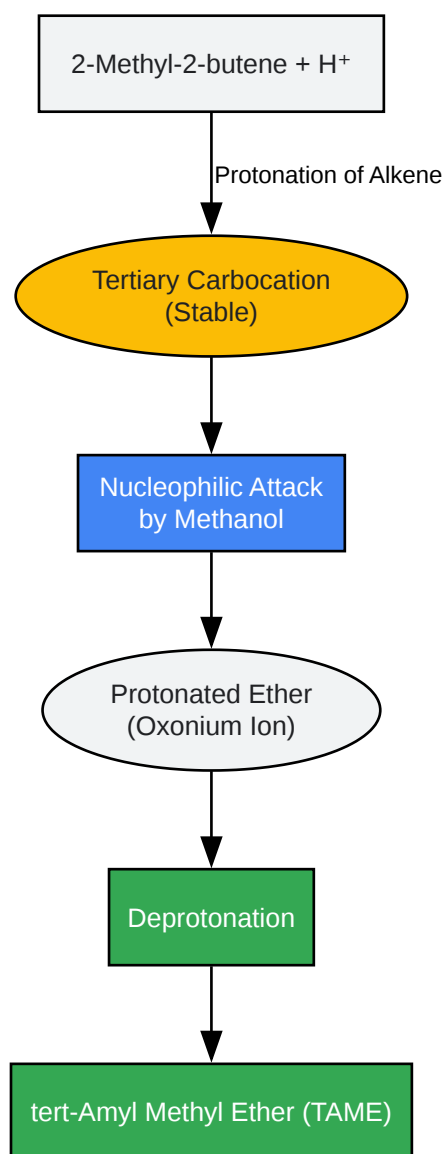 2-Methyl-2-butene + H⁺
Protonation of Alkene
Tertiary Carbocation
(Stable)
Nucleophilic Attack
by Methanol
Protonated Ether
(Oxonium Ion)
Deprotonation
tert-Amyl Methyl Ether (TAME)